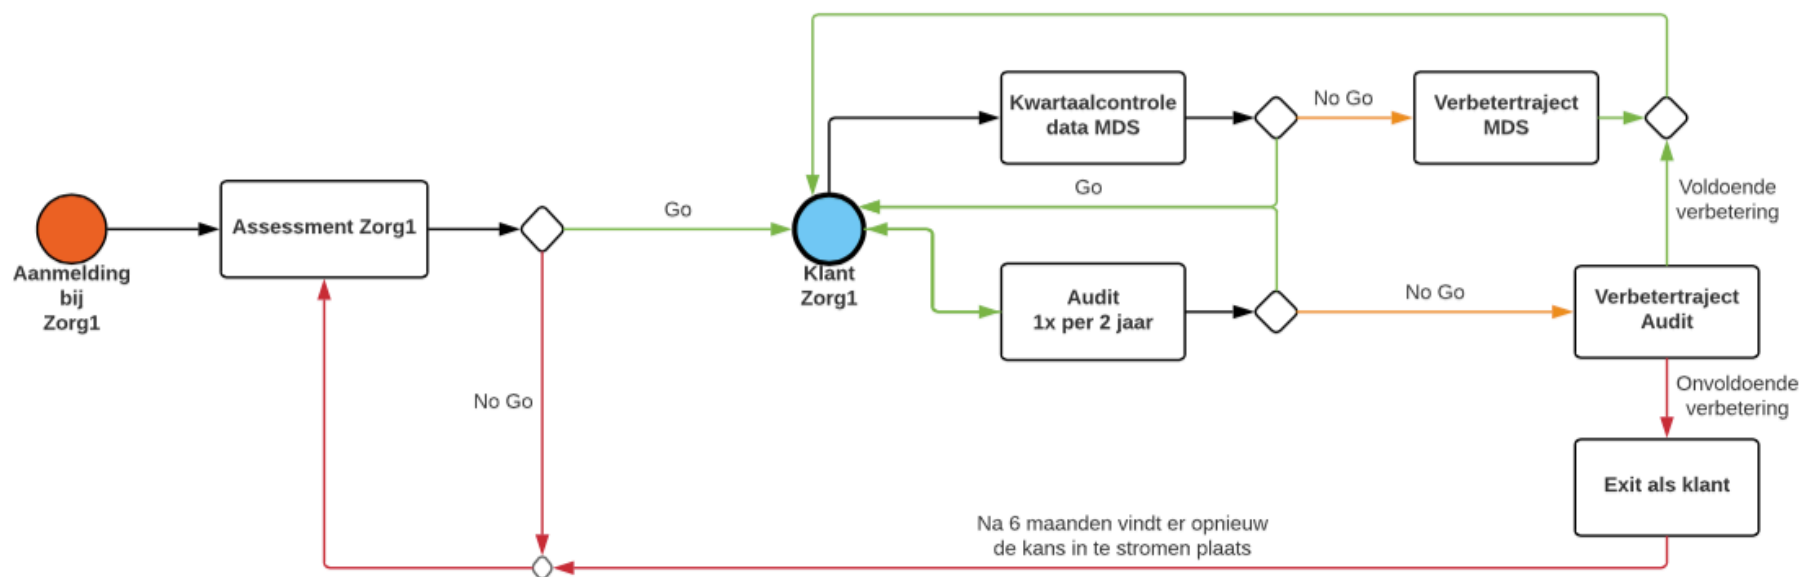 Aanmelding
bij
Zorg1
Assessment Zorg1
Go
No Go
Klant
Zorg1
Kwartaalcontrole
data MDS
No Go
Verbetertraject
MDS
Go
Voldoende
verbetering
Audit
1x per 2 jaar
No Go
Verbetertraject
Audit
Onvoldoende
verbetering
Exit als klant
Na 6 maanden vindt er opnieuw
de kans in te stromen plaats